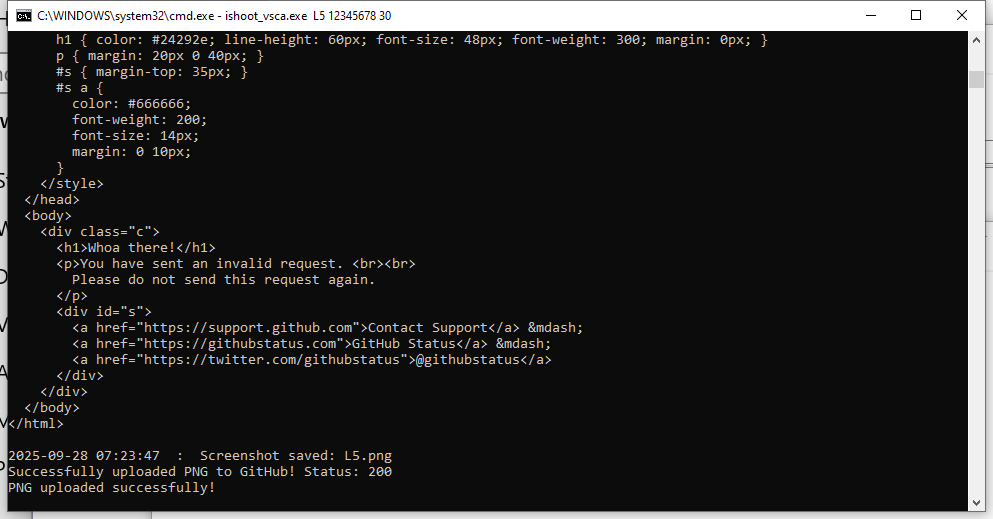 C:\WINDOWS\system32\cmd.exe - ishoot_vsca.exe  L5 12345678 30
      h1 { color: #24292e; line-height: 60px; font-size: 48px; font-weight: 300; margin: 0px; }
      p { margin: 20px 0 40px; }
      #s { margin-top: 35px; }
      #s a {
        color: #666666;
        font-weight: 200;
        font-size: 14px;
        margin: 0 10px;
      }
    </style>
  </head>
  <body>
    <div class="c">
      <h1>Whoa there!</h1>
      <p>You have sent an invalid request. <br><br>
        Please do not send this request again.
      </p>
      <div id="s">
        <a href="https://support.github.com">Contact Support</a> &mdash;
        <a href="https://githubstatus.com">GitHub Status</a> &mdash;
        <a href="https://twitter.com/githubstatus">@githubstatus</a>
      </div>
    </div>
  </body>
</html>
2025-09-28 07:23:47  :  Screenshot saved: L5.png
Successfully uploaded PNG to GitHub! Status: 200
PNG uploaded successfully!